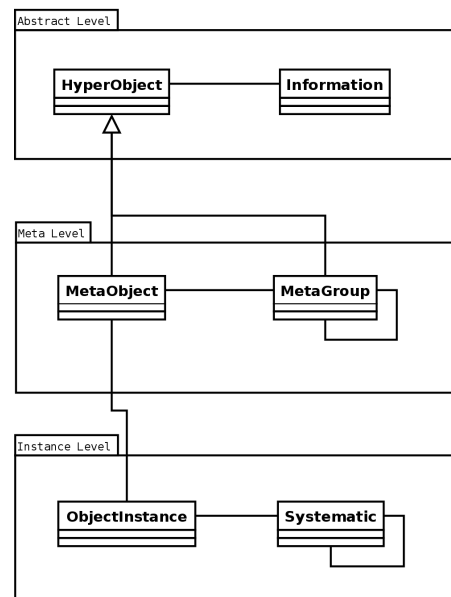 Abstract Level
HyperObject
Information
Meta Level
MetaObject
MetaGroup
Instance Level
ObjectInstance
Systematic